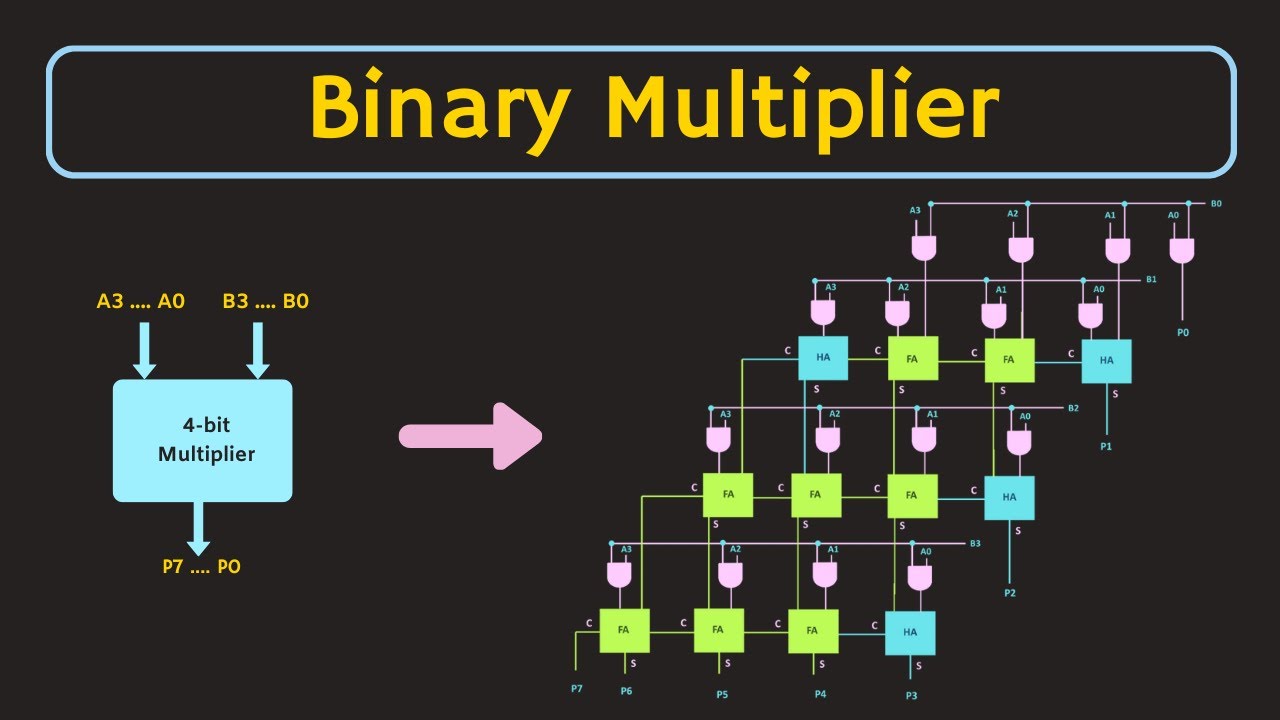 Binary Multiplier
A3 .... A0 B3 .... B0
4-bit
Multiplier
P7 .... P0
B0
A3 A2 A1 A0
B1
A3 A2 A1 A0
P0
C HA C FA FA C HA
S S S S
B2
A3 A2 A1 A0
P1
C FA C FA C FA C HA
S S S S
B3
A3 A2 A1 A0
P2
C FA C FA C FA C HA
S S S S
P7 P6 P5 P4 P3